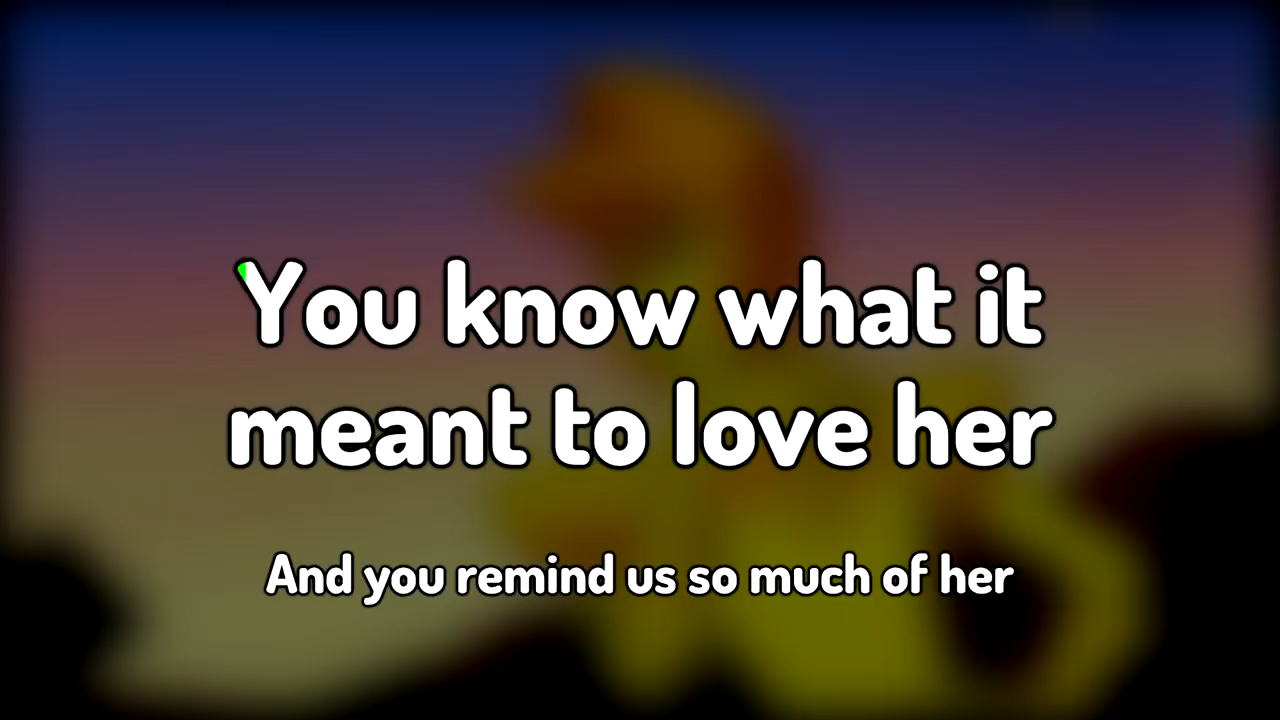 You know what it
meant to love her
And you remind us so much of her